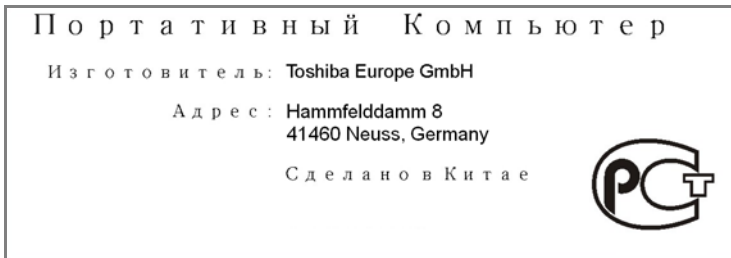 Портативный Компьютер
Изготовитель: Toshiba Europe GmbH
Адрес: Hammfelddamm 8
41460 Neuss, Germany
Сделано в Китае
РСТ